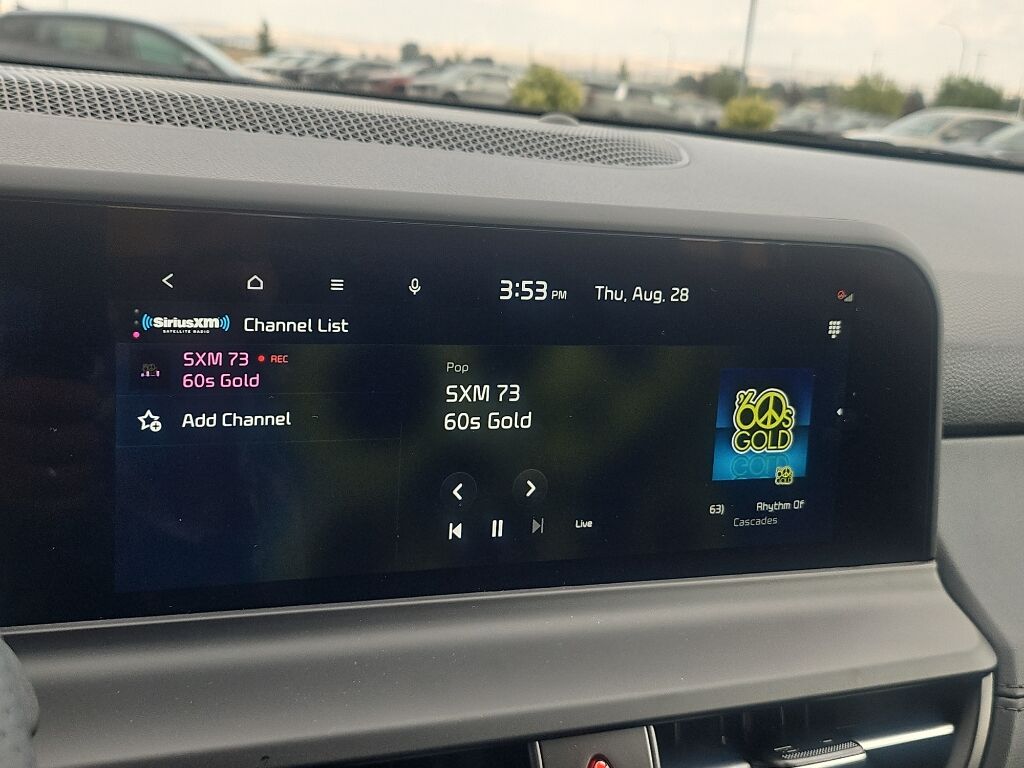 3:53 PM Thu, Aug. 28
SiriusXM Channel List
SATELLITE RADIO
SXM 73 REC
60s Gold
Add Channel
Pop
SXM 73
60s Gold
Live
60s
GOLD
63) Rhythm Of
Cascades